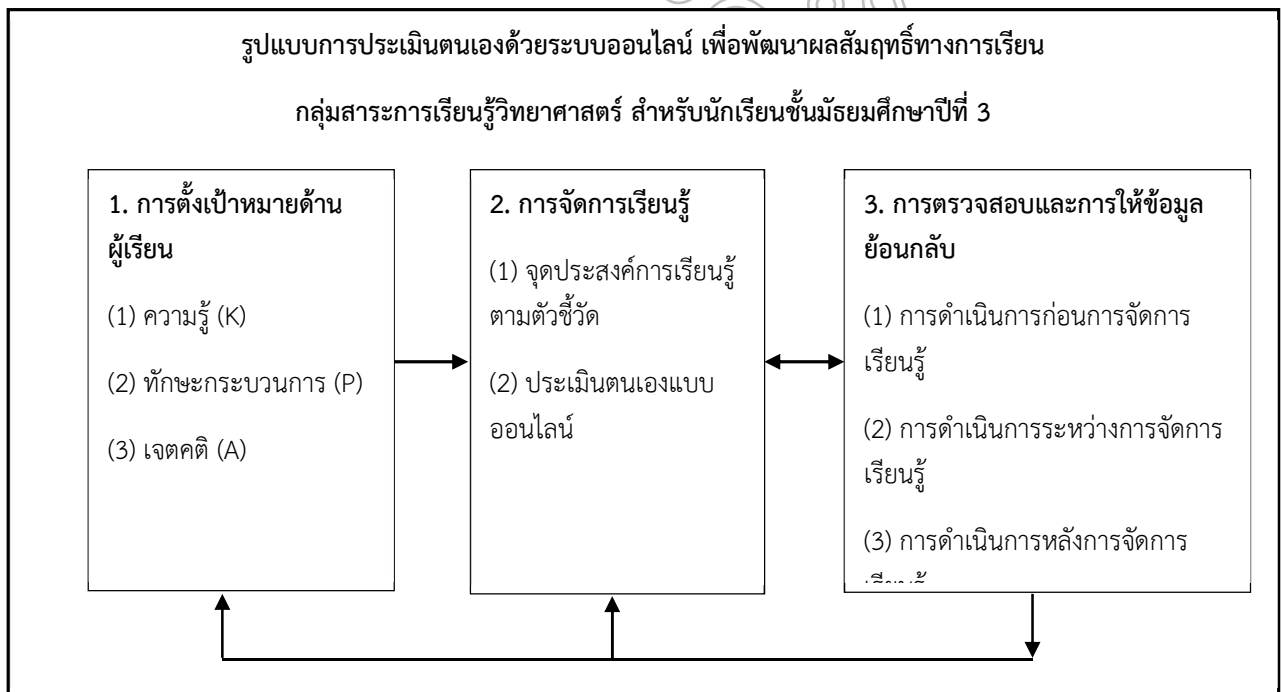 รูปแบบการประเมินตนเองด้วยระบบออนไลน์ เพื่อพัฒนาผลสัมฤทธิ์ทางการเรียน
กลุ่มสาระการเรียนรู้วิทยาศาสตร์ สำหรับนักเรียนชั้นมัธยมศึกษาปีที่ 3
1. การตั้งเป้าหมายด้าน
ผู้เรียน
(1) ความรู้ (K)
(2) ทักษะกระบวนการ (P)
(3) เจตคติ (A)
2. การจัดการเรียนรู้
(1) จุดประสงค์การเรียนรู้
ตามตัวชี้วัด
(2) ประเมินตนเองแบบ
ออนไลน์
3. การตรวจสอบและการให้ข้อมูล
ย้อนกลับ
(1) การดำเนินการก่อนการจัดการ
เรียนรู้
(2) การดำเนินการระหว่างการจัดการ
เรียนรู้
(3) การดำเนินการหลังการจัดการ